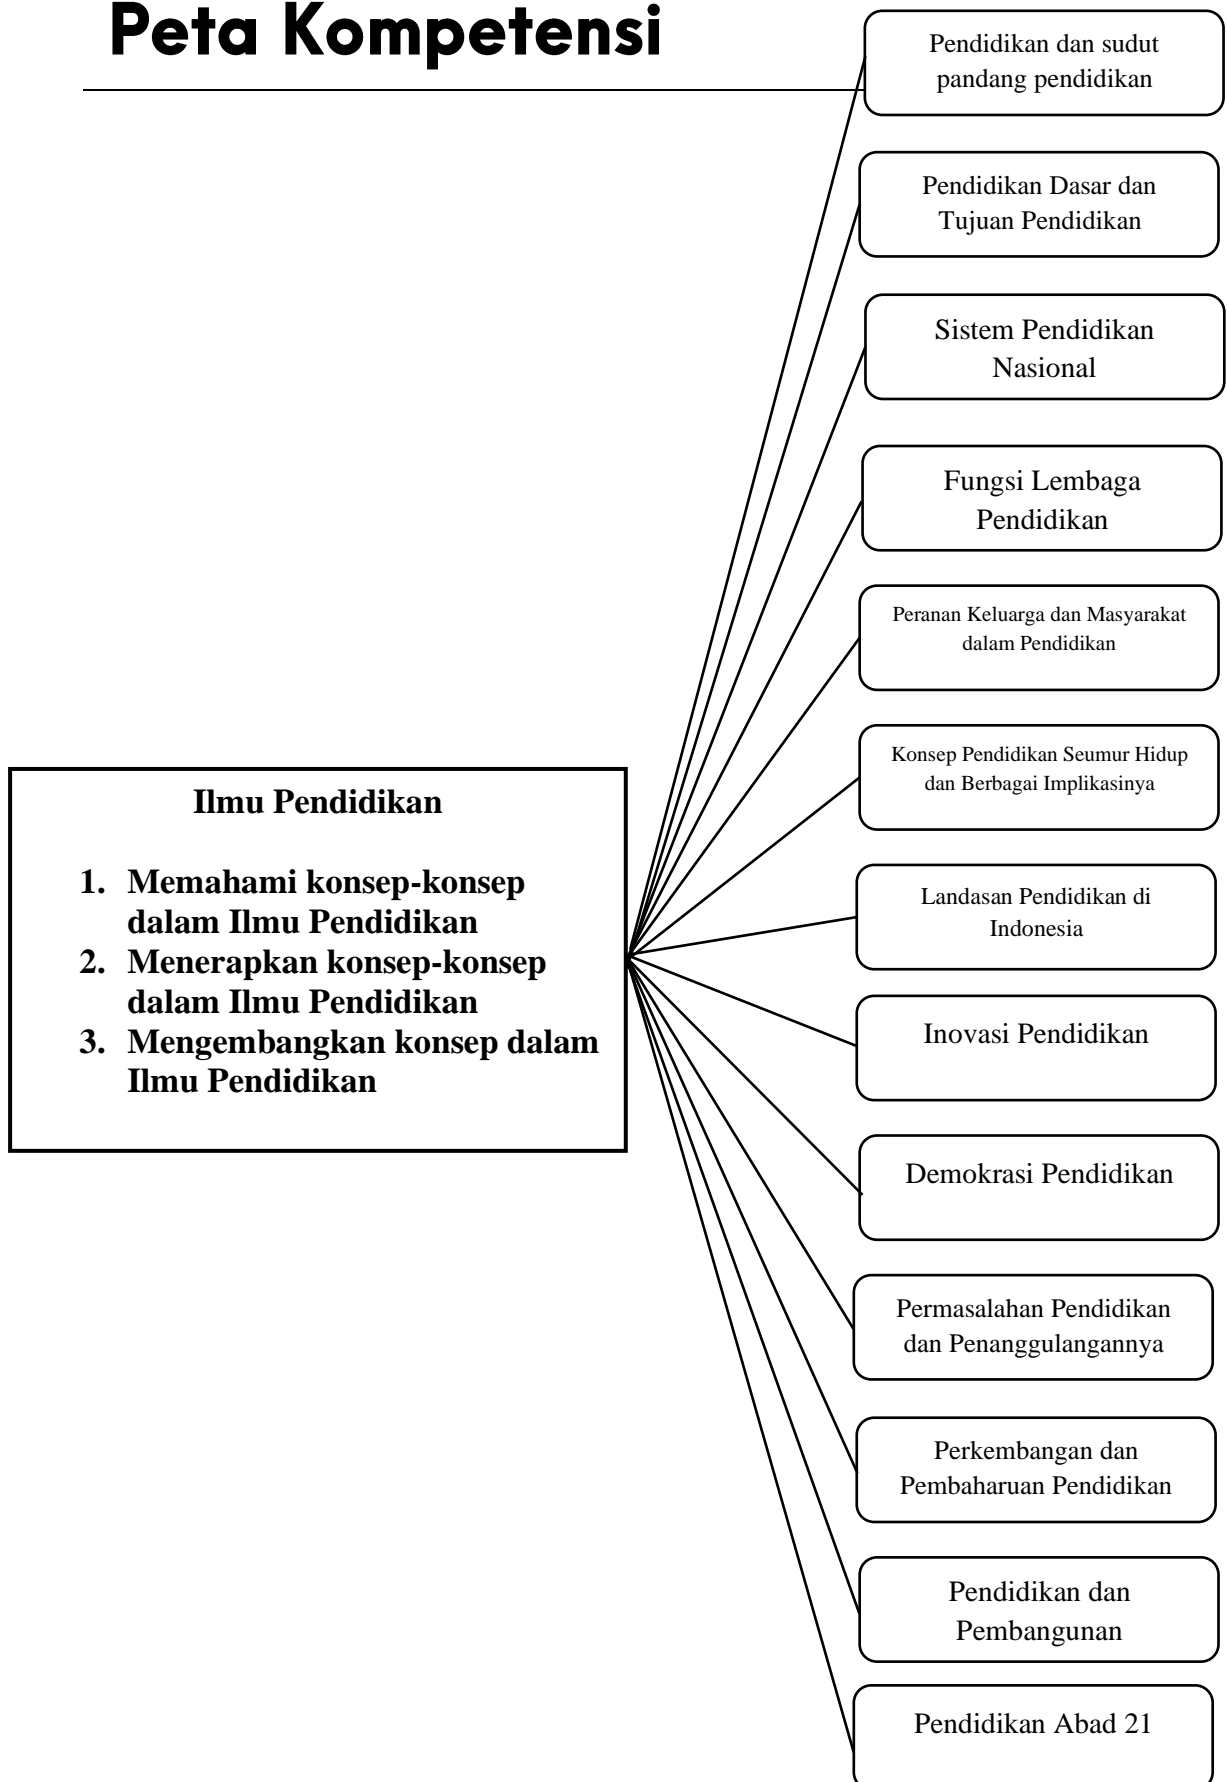 Peta Kompetensi
Pendidikan dan sudut
pandang pendidikan
Pendidikan Dasar dan
Tujuan Pendidikan
Sistem Pendidikan
Nasional
Fungsi Lembaga
Pendidikan
Peranan Keluarga dan Masyarakat
dalam Pendidikan
Konsep Pendidikan Seumur Hidup
dan Berbagai Implikasinya
Ilmu Pendidikan
1. Memahami konsep-konsep
dalam Ilmu Pendidikan
2. Menerapkan konsep-konsep
dalam Ilmu Pendidikan
3. Mengembangkan konsep dalam
Ilmu Pendidikan
Landasan Pendidikan di
Indonesia
Inovasi Pendidikan
Demokrasi Pendidikan
Permasalahan Pendidikan
dan Penanggulangannya
Perkembangan dan
Pembaharuan Pendidikan
Pendidikan dan
Pembangunan
Pendidikan Abad 21